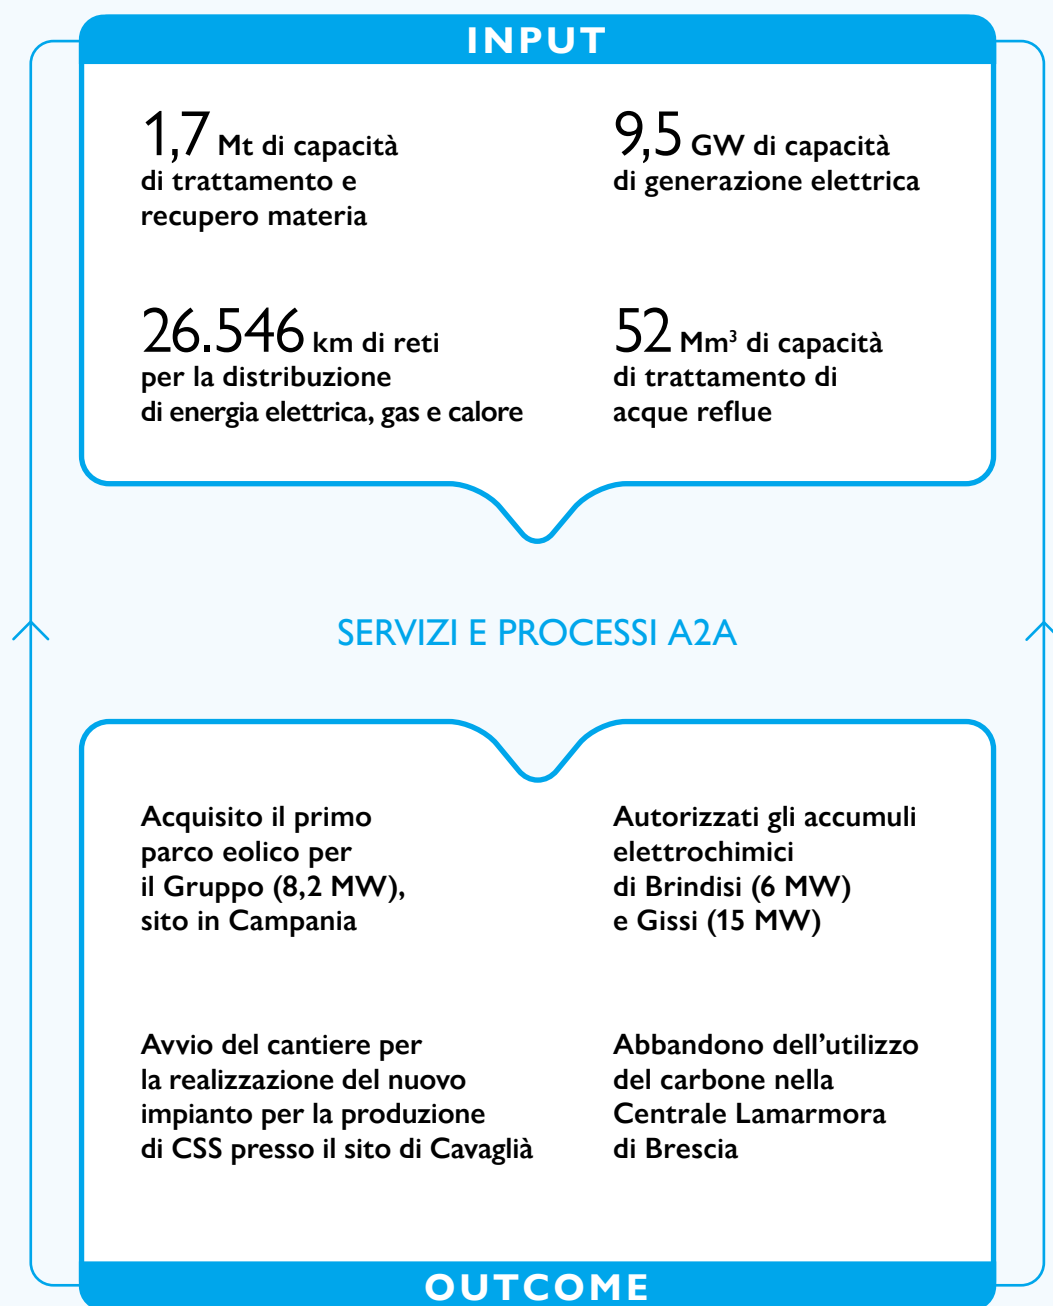 INPUT
1,7 Mt di capacità
di trattamento e
recupero materia
9,5 GW di capacità
di generazione elettrica
26.546 km di reti
per la distribuzione
di energia elettrica, gas e calore
52 Mm³ di capacità
di trattamento di
acque reflue
SERVIZI E PROCESSI A2A
Acquisito il primo
parco eolico per
il Gruppo (8,2 MW),
sito in Campania
Autorizzati gli accumuli
elettrochimici
di Brindisi (6 MW)
e Gissi (15 MW)
Avvio del cantiere per
la realizzazione del nuovo
impianto per la produzione
di CSS presso il sito di Cavaglià
Abbandono dell’utilizzo
del carbone nella
Centrale Lamarmora
di Brescia
OUTCOME